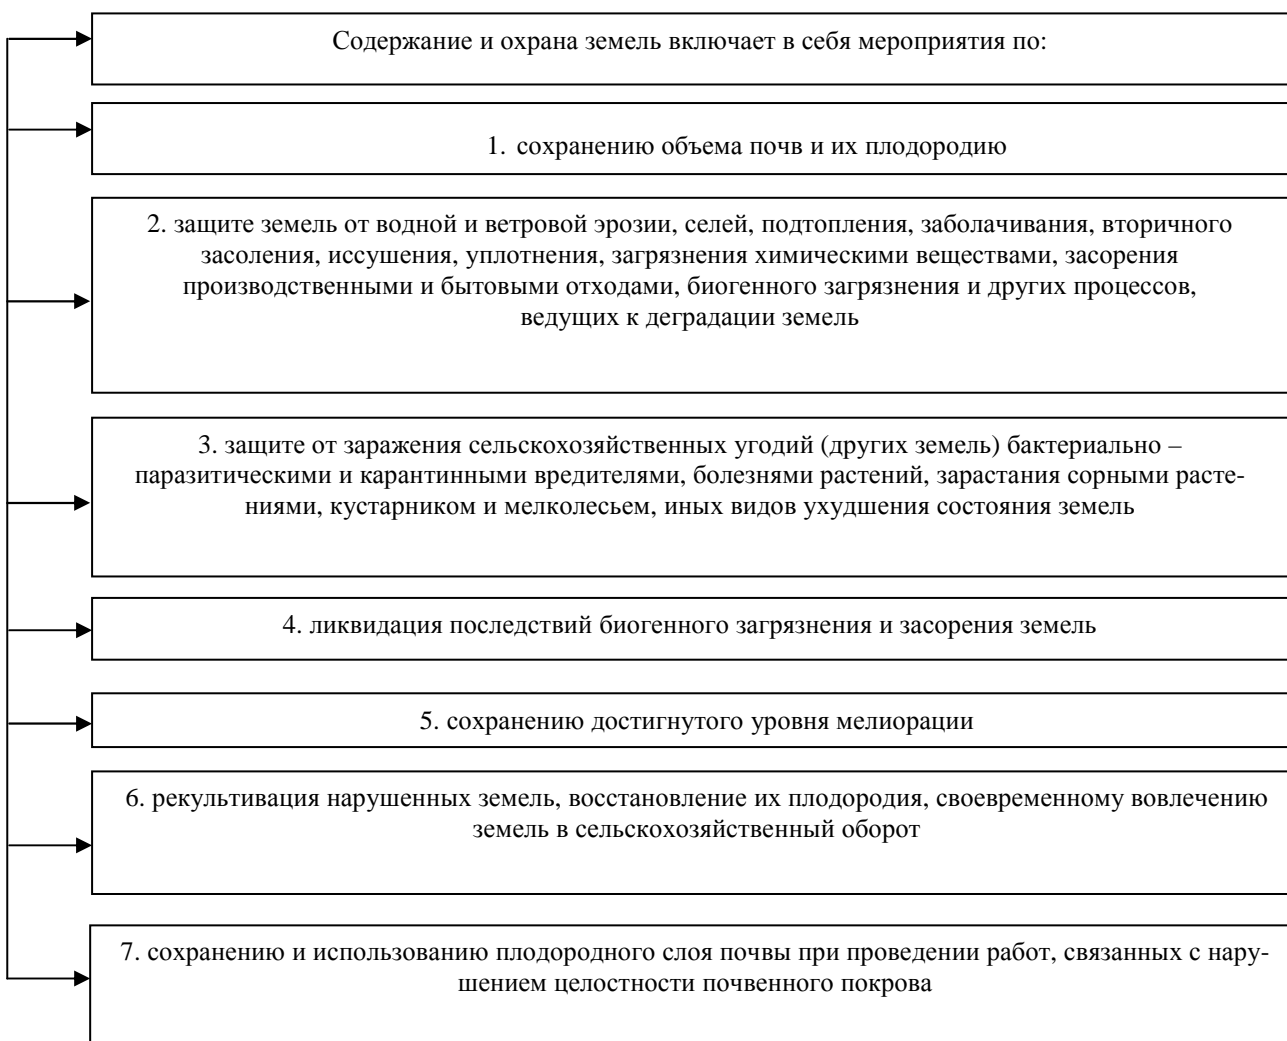 Содержание и охрана земель включает в себя мероприятия по:
1. сохранению объема почв и их плодородию
2. защите земель от водной и ветровой эрозии, селей, подтопления, заболачивания, вторичного
засоления, иссушения, уплотнения, загрязнения химическими веществами, засорения
производственными и бытовыми отходами, биогенного загрязнения и других процессов,
ведущих к деградации земель
3. защите от заражения сельскохозяйственных угодий (других земель) бактериально –
паразитическими и карантинными вредителями, болезнями растений, зарастания сорными расте-
ниями, кустарником и мелколесьем, иных видов ухудшения состояния земель
4. ликвидация последствий биогенного загрязнения и засорения земель
5. сохранению достигнутого уровня мелиорации
6. рекультивация нарушенных земель, восстановление их плодородия, своевременному вовлечению
земель в сельскохозяйственный оборот
7. сохранению и использованию плодородного слоя почвы при проведении работ, связанных с нару-
шением целостности почвенного покрова